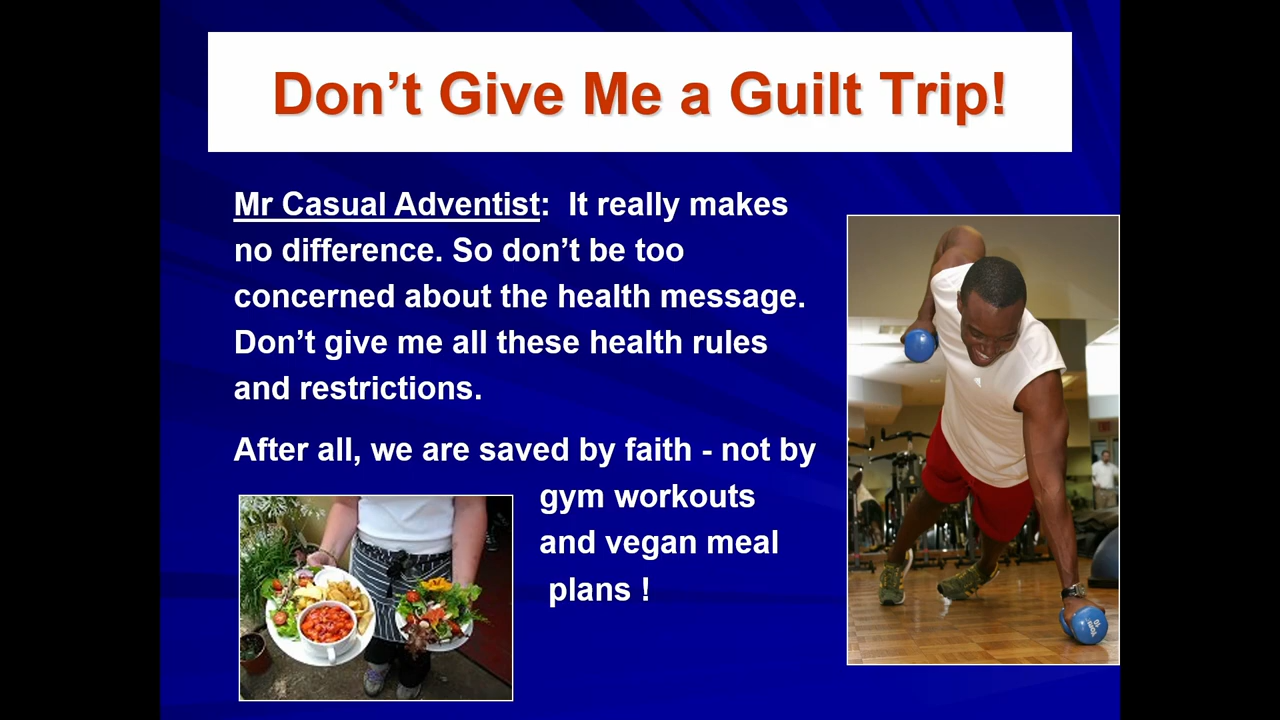 Don't Give Me a Guilt Trip!
Mr Casual Adventist:  It really makes
no difference. So don't be too
concerned about the health message.
Don't give me all these health rules
and restrictions.
After all, we are saved by faith - not by
gym workouts
and vegan meal
plans !